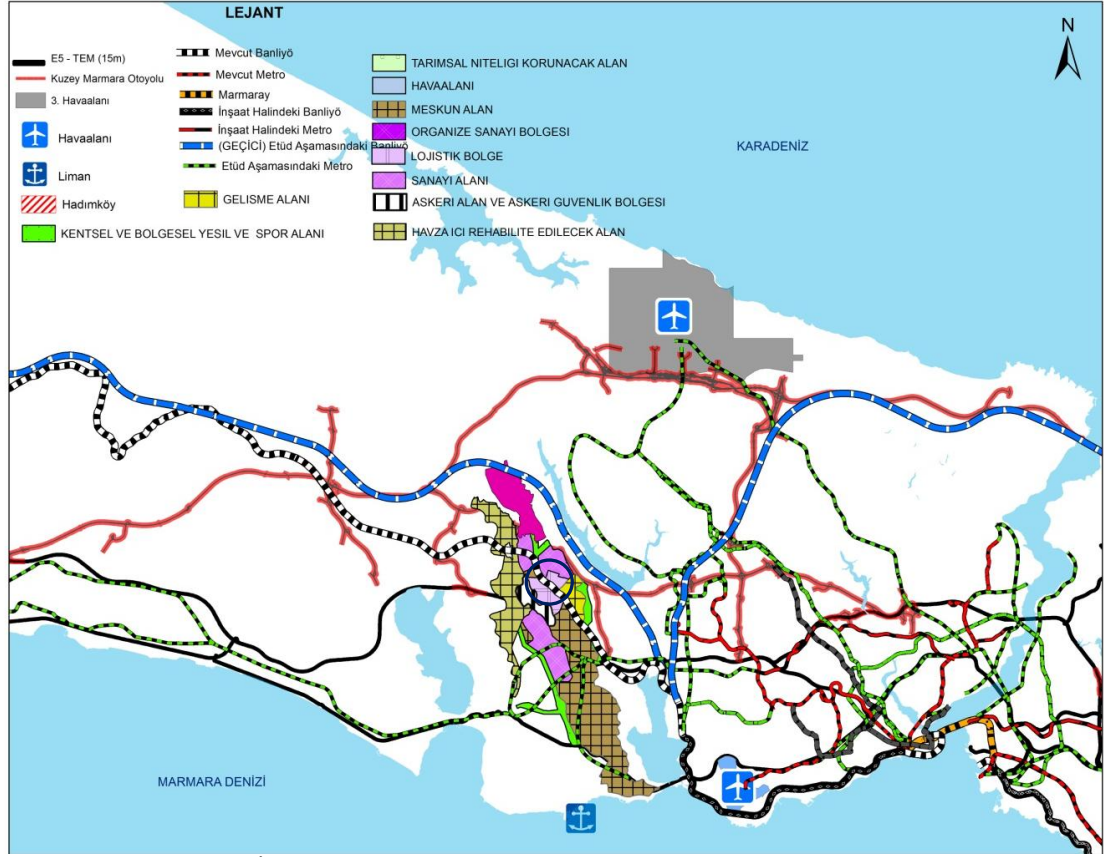 LEJANT
E5 - TEM (15m)
Kuzey Marmara Otoyolu
3. Havaalanı
Havaalanı
Liman
Hadımköy
KENTSEL VE BOLGESEL YESIL VE SPOR ALANI
Mevcut Banliyö
Mevcut Metro
Marmaray
İnşaat Halindeki Banliyö
İnşaat Halindeki Metro
(GEÇİCİ) Etüd Aşamasındaki Banliyö
Etüd Aşamasındaki Metro
GELISME ALANI
TARIMSAL NITELIGI KORUNACAK ALAN
HAVAALANI
MESKUN ALAN
ORGANIZE SANAYI BOLGESI
LOJISTIK BOLGE
SANAYI ALANI
ASKERI ALAN VE ASKERI GUVENLIK BOLGESI
HAVZA ICI REHABILITE EDILECEK ALAN
N
KARADENİZ
MARMARA DENİZİ